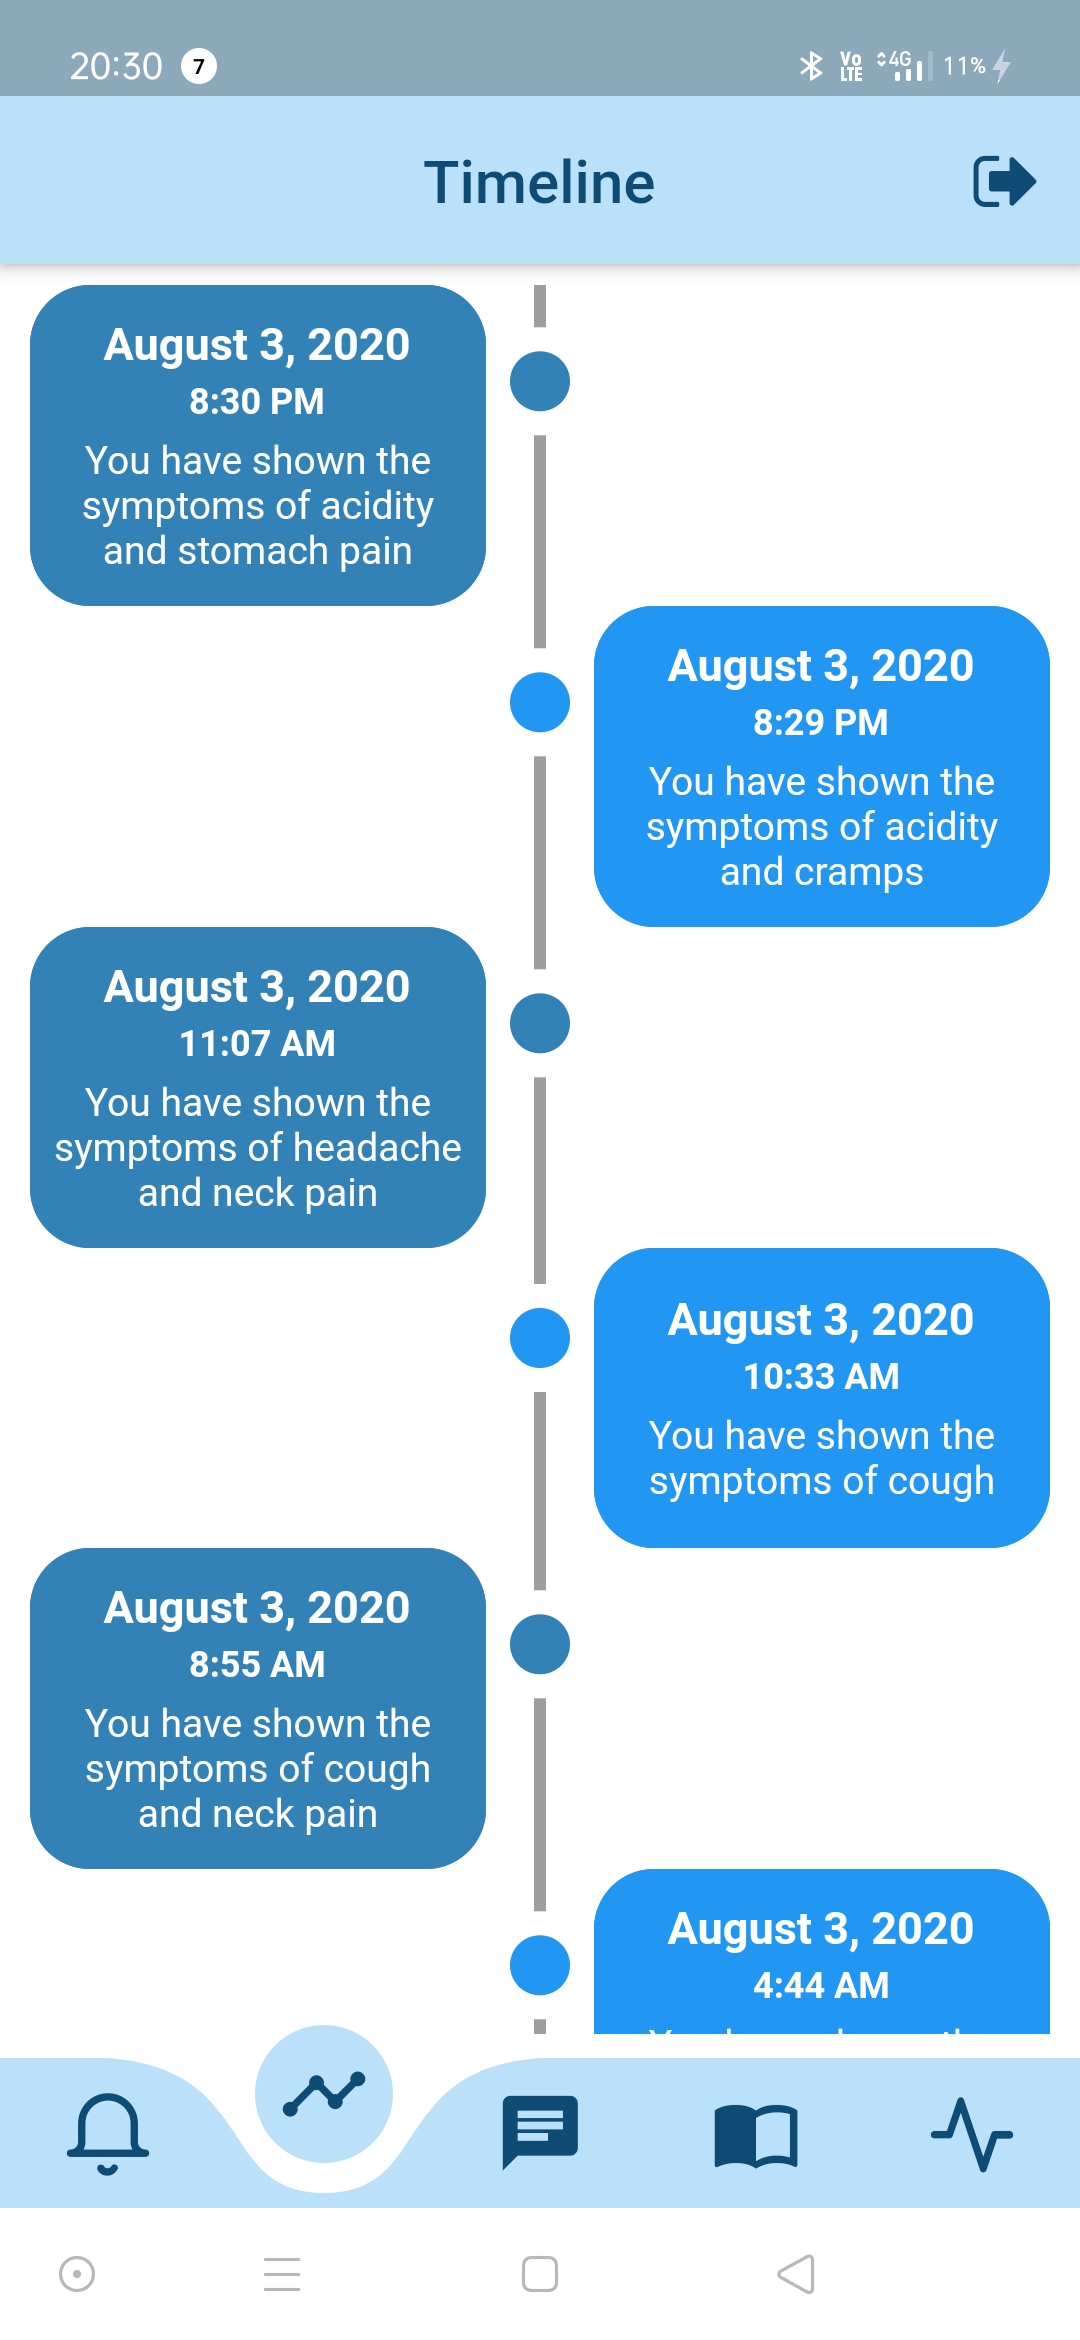 20:30 7 Vo LTE 4G 11%
Timeline
August 3, 2020
8:30 PM
You have shown the
symptoms of acidity
and stomach pain
August 3, 2020
8:29 PM
You have shown the
symptoms of acidity
and cramps
August 3, 2020
11:07 AM
You have shown the
symptoms of headache
and neck pain
August 3, 2020
10:33 AM
You have shown the
symptoms of cough
August 3, 2020
8:55 AM
You have shown the
symptoms of cough
and neck pain
August 3, 2020
4:44 AM